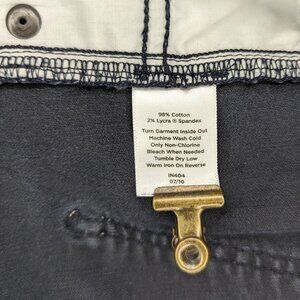 98% Cotton
2% Lycra ® Spandex
Turn Garment Inside Out
Machine Wash Cold
Only Non-Chlorine
Bleach When Needed
Tumble Dry Low
Warm Iron On Reverse
IN404
02/10